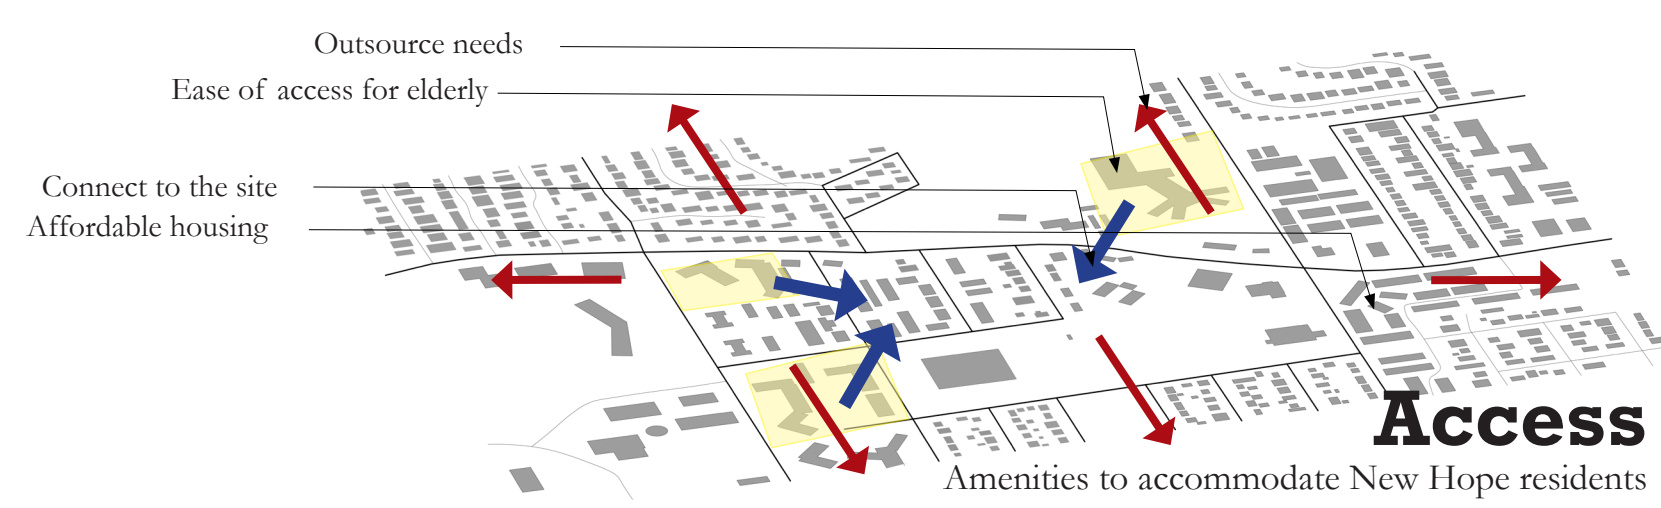 Outsource needs
Ease of access for elderly
Connect to the site
Affordable housing
Access
Amenities to accommodate New Hope residents